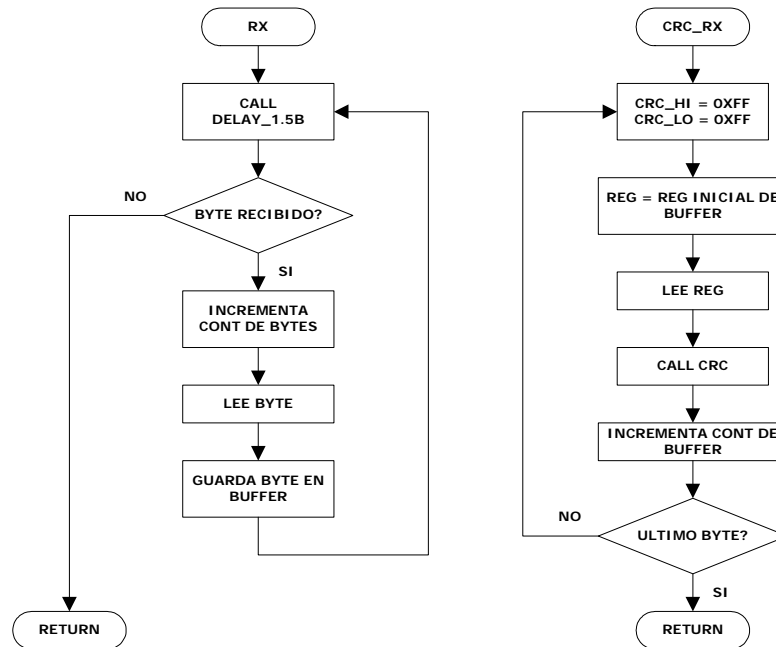 RX
CALL
DELAY_1.5B
NO
BYTE RECIBIDO?
SI
INCREMENTA
CONT DE BYTES
LEE BYTE
GUARDA BYTE EN
BUFFER
RETURN
CRC_RX
CRC_HI = 0XFF
CRC_LO = 0XFF
REG = REG INICIAL DE
BUFFER
LEE REG
CALL CRC
INCREMENTA CONT DE
BUFFER
NO
ULTIMO BYTE?
SI
RETURN